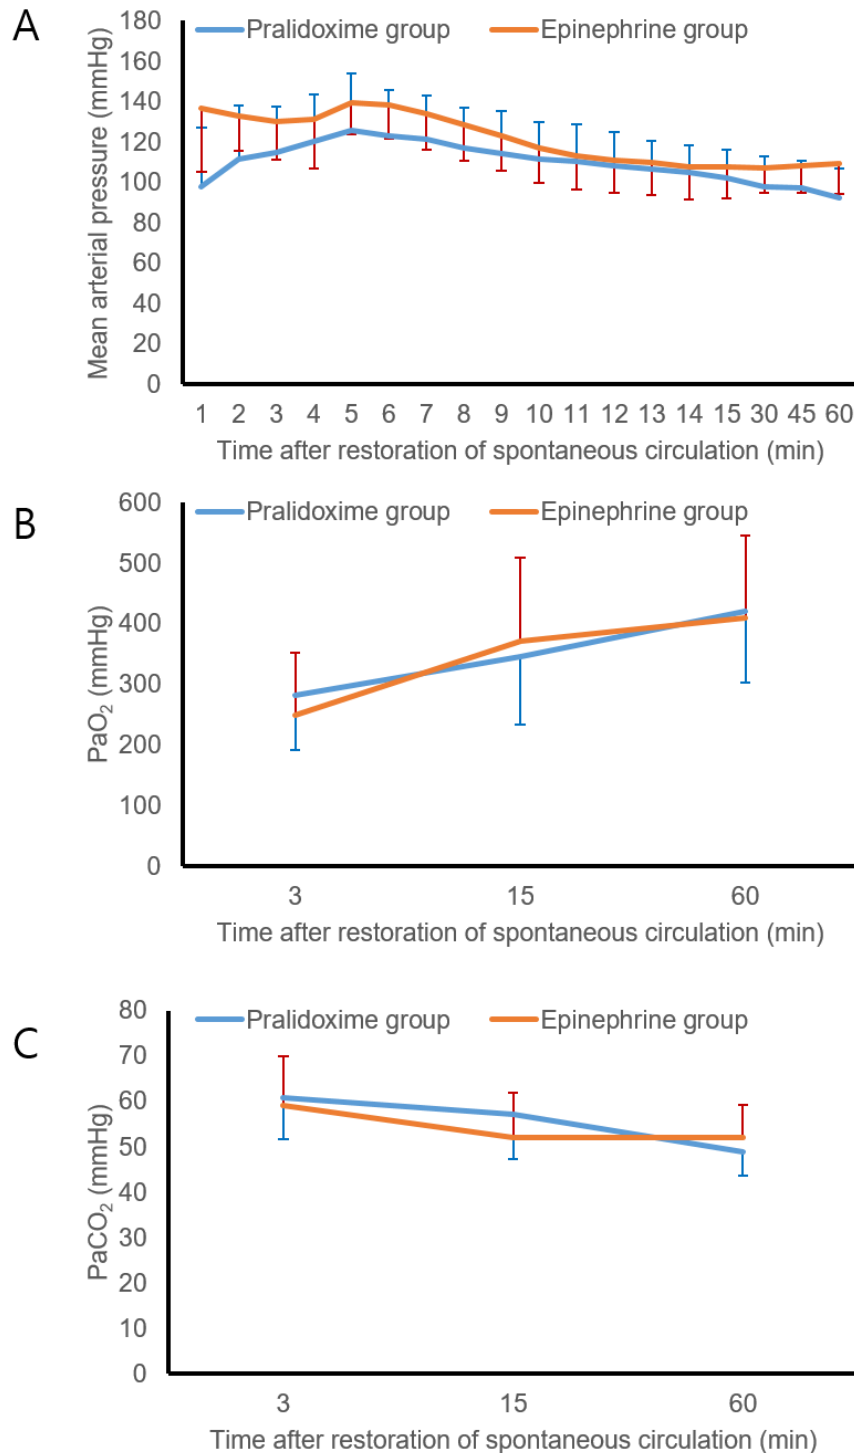 A
Mean arterial pressure (mmHg)
180
160
140
120
100
80
60
40
20
0
Pralidoxime group
Epinephrine group
1 2 3 4 5 6 7 8 9 10 11 12 13 14 15 30 45 60
Time after restoration of spontaneous circulation (min)
B
PaO₂ (mmHg)
600
500
400
300
200
100
0
Pralidoxime group
Epinephrine group
3 15 60
Time after restoration of spontaneous circulation (min)
C
PaCO₂ (mmHg)
80
70
60
50
40
30
20
10
0
Pralidoxime group
Epinephrine group
3 15 60
Time after restoration of spontaneous circulation (min)